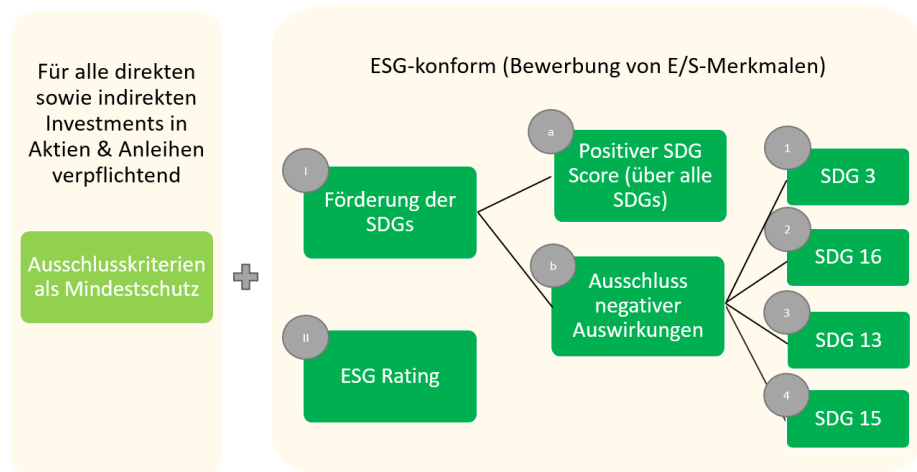 Für alle direkten
sowie indirekten
Investments in
Aktien & Anleihen
verpflichtend
Ausschlusskriterien
als Mindestschutz
ESG-konform (Bewerbung von E/S-Merkmalen)
I
Förderung der
SDGs
II
ESG Rating
a
Positiver SDG
Score (über alle
SDGs)
b
Ausschluss
negativer
Auswirkungen
1
SDG 3
2
SDG 16
3
SDG 13
4
SDG 15